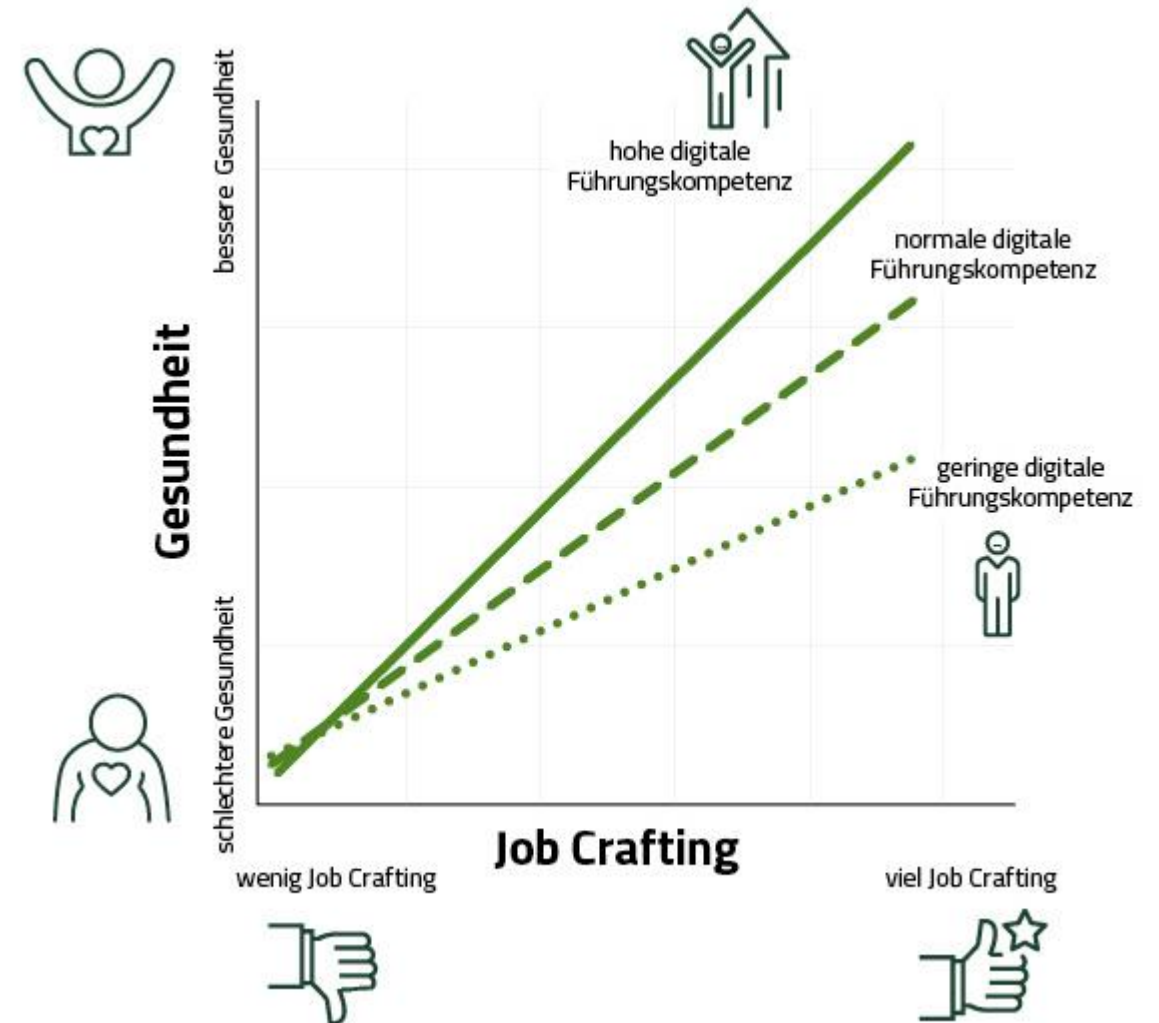 bessere Gesundheit
hohe digitale
Führungskompetenz
normale digitale
Führungskompetenz
Gesundheit
geringe digitale
Führungskompetenz
schlechtere Gesundheit
Job Crafting
wenig Job Crafting
viel Job Crafting